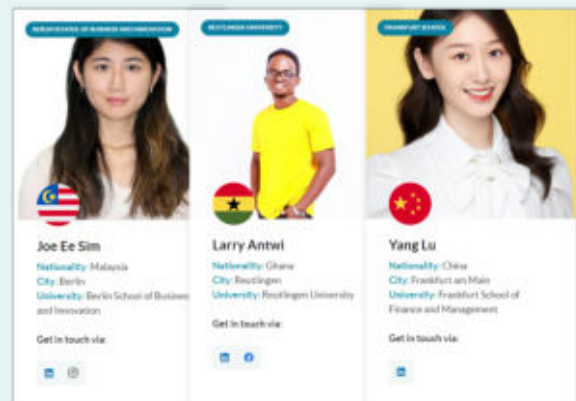 BERLIN SCHOOL OF BUSINESS AND INNOVATION
Joe Ee Sim
Nationality: Malaysia
City: Berlin
University: Berlin School of Business
and Innovation
Get in touch via:
REUTLINGEN UNIVERSITY
Larry Antwi
Nationality: Ghana
City: Reutlingen
University: Reutlingen University
Get in touch via:
FRANKFURT SCHOOL
Yang Lu
Nationality: China
City: Frankfurt am Main
University: Frankfurt School of
Finance and Management
Get in touch via: